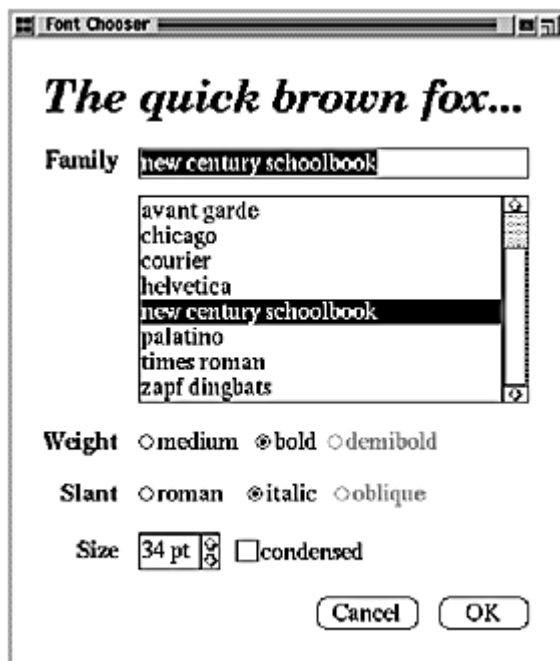 Font Chooser
The quick brown fox...
Family new century schoolbook
avant garde
chicago
courier
helvetica
new century schoolbook
palatino
times roman
zapf dingbats
Weight medium bold demibold
Slant roman italic oblique
Size 34 pt condensed
Cancel OK